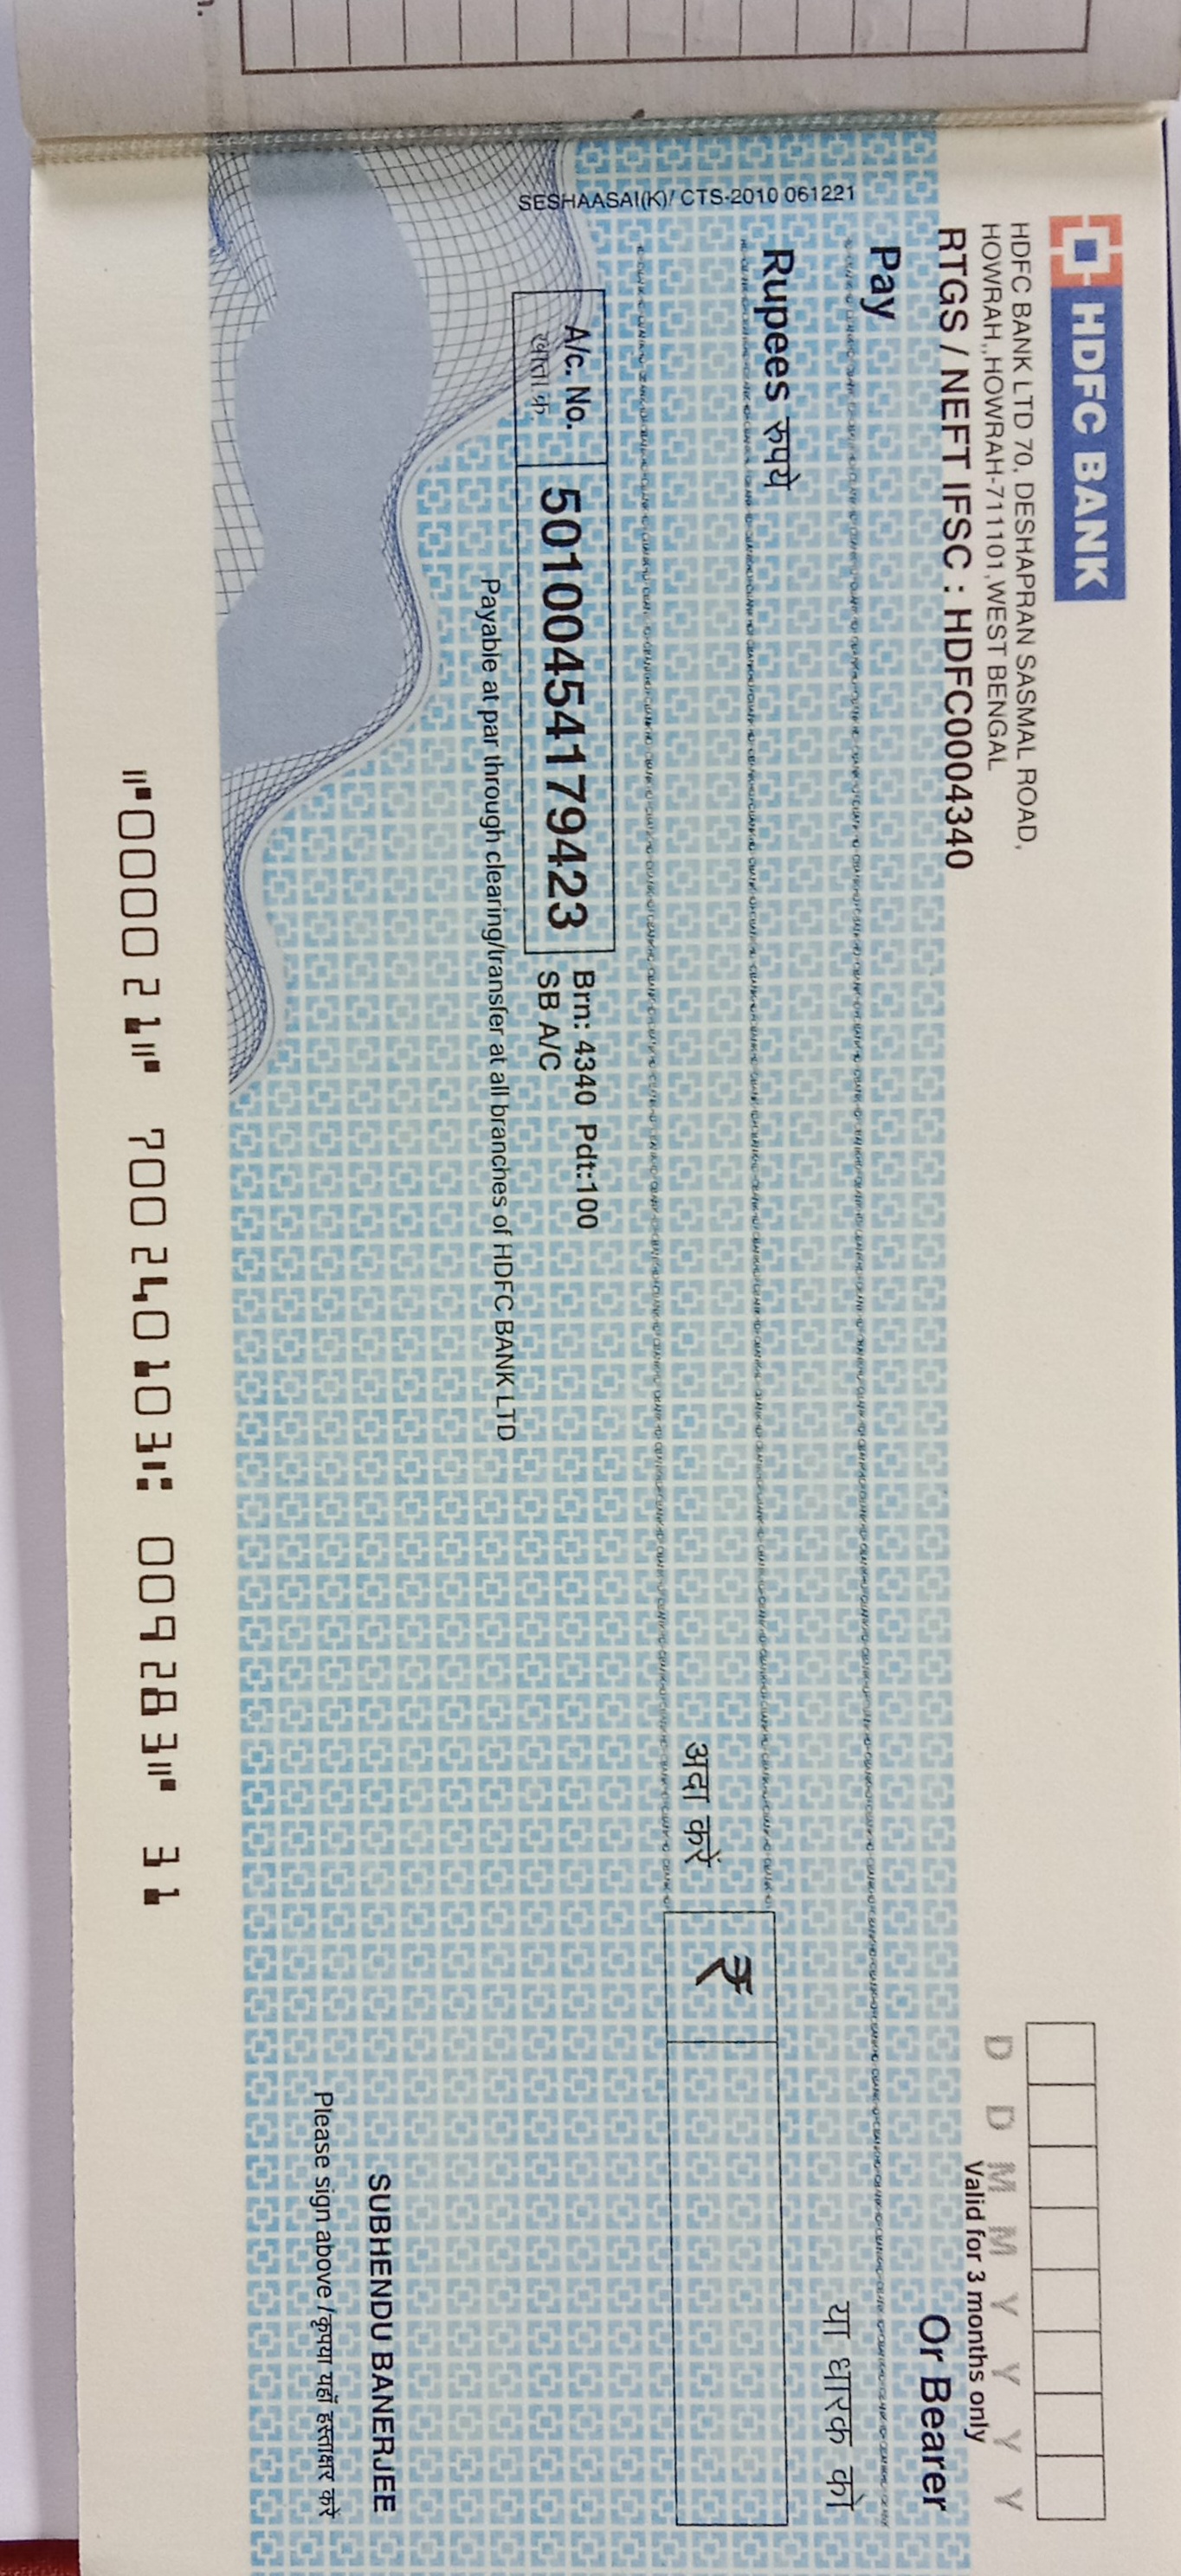 HDFC BANK
HDFC BANK LTD 70, DESHAPRAN SASMAL ROAD,
HOWRAH,,HOWRAH-711101,WEST BENGAL
RTGS / NEFT IFSC : HDFC0004340
D D M M Y Y Y Y
Valid for 3 months only
Pay
Or Bearer
या धारक को
Rupees रुपये
अदा करें
₹
A/c. No.
खाता क्र.
50100454179423
Brn: 4340 Pdt:100
SB A/C
Payable at par through clearing/transfer at all branches of HDFC BANK LTD
SUBHENDU BANERJEE
Please sign above /कृपया यहाँ हस्ताक्षर करें
SESHAASAI(K)/ CTS-2010 061221
⑈000021⑈ 700240103⑆ 009283⑈ 31